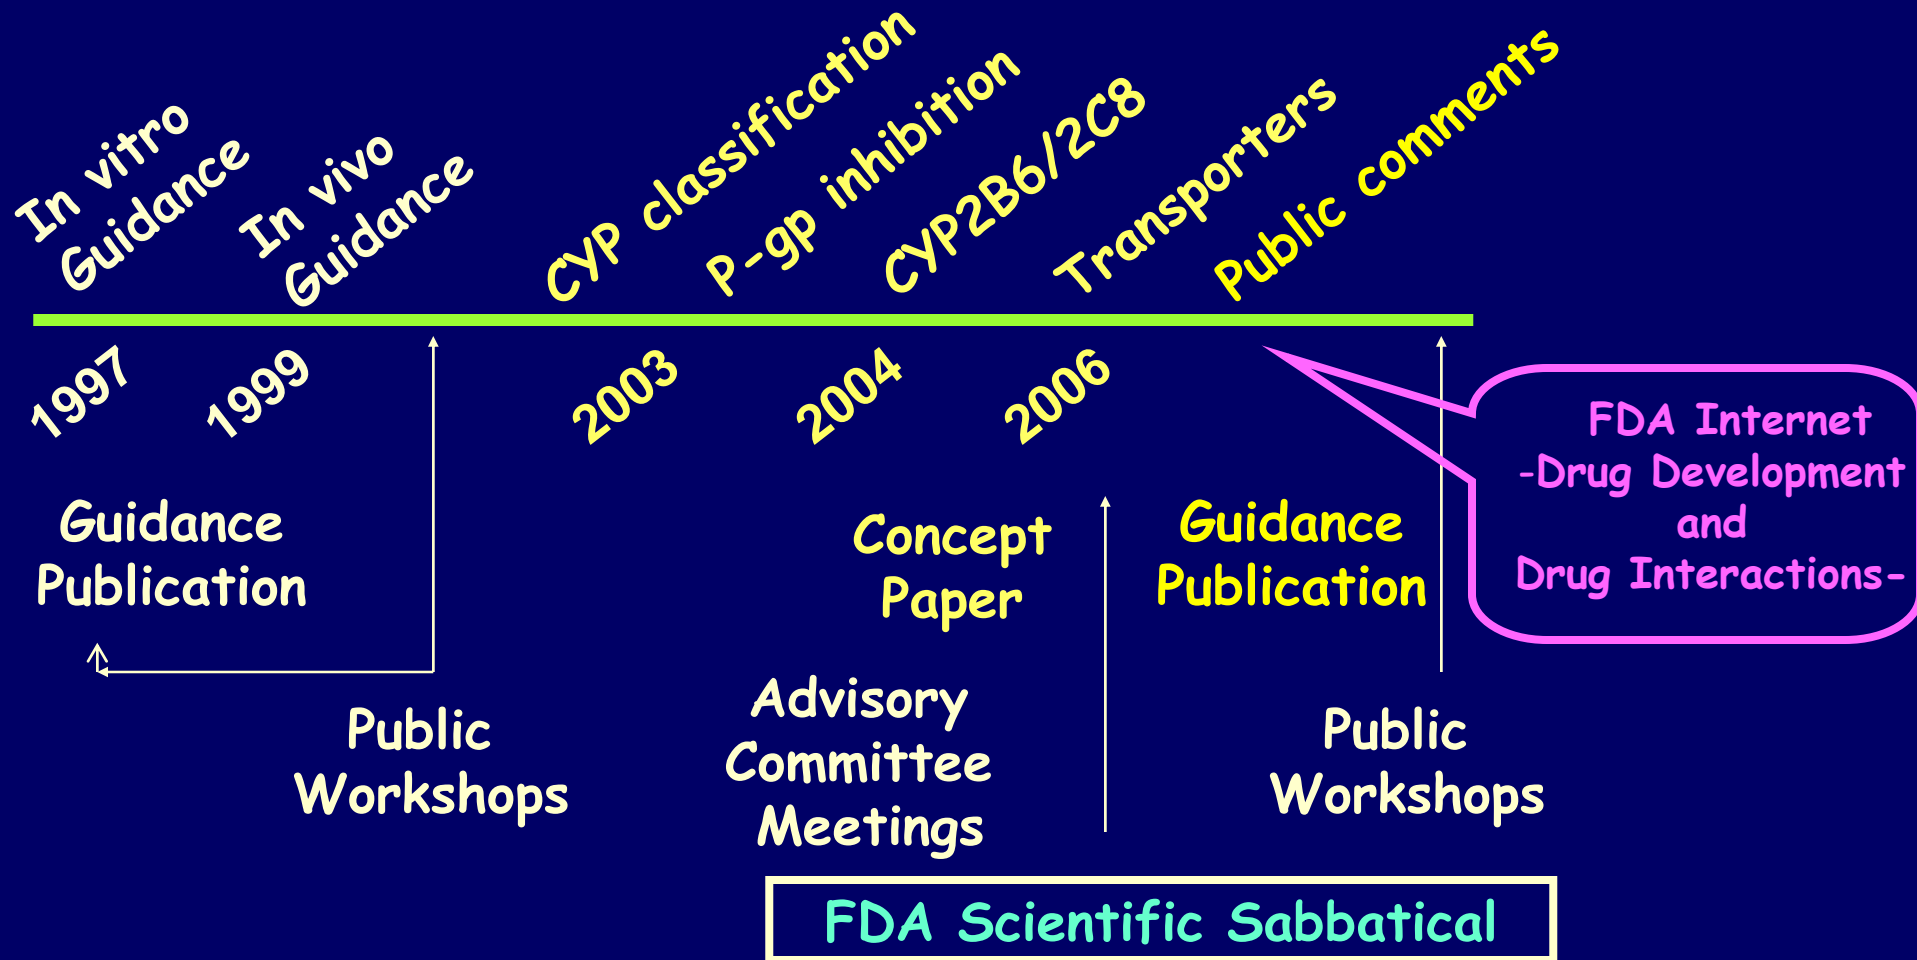 In vitro
Guidance
In vivo
Guidance
CYP classification
P-gp inhibition
CYP2B6/2C8
Transporters
Public comments
1997
1999
2003
2004
2006
FDA Internet
-Drug Development
and
Drug Interactions-
Guidance
Publication
Concept
Paper
Guidance
Publication
Public
Workshops
Advisory
Committee
Meetings
Public
Workshops
FDA Scientific Sabbatical